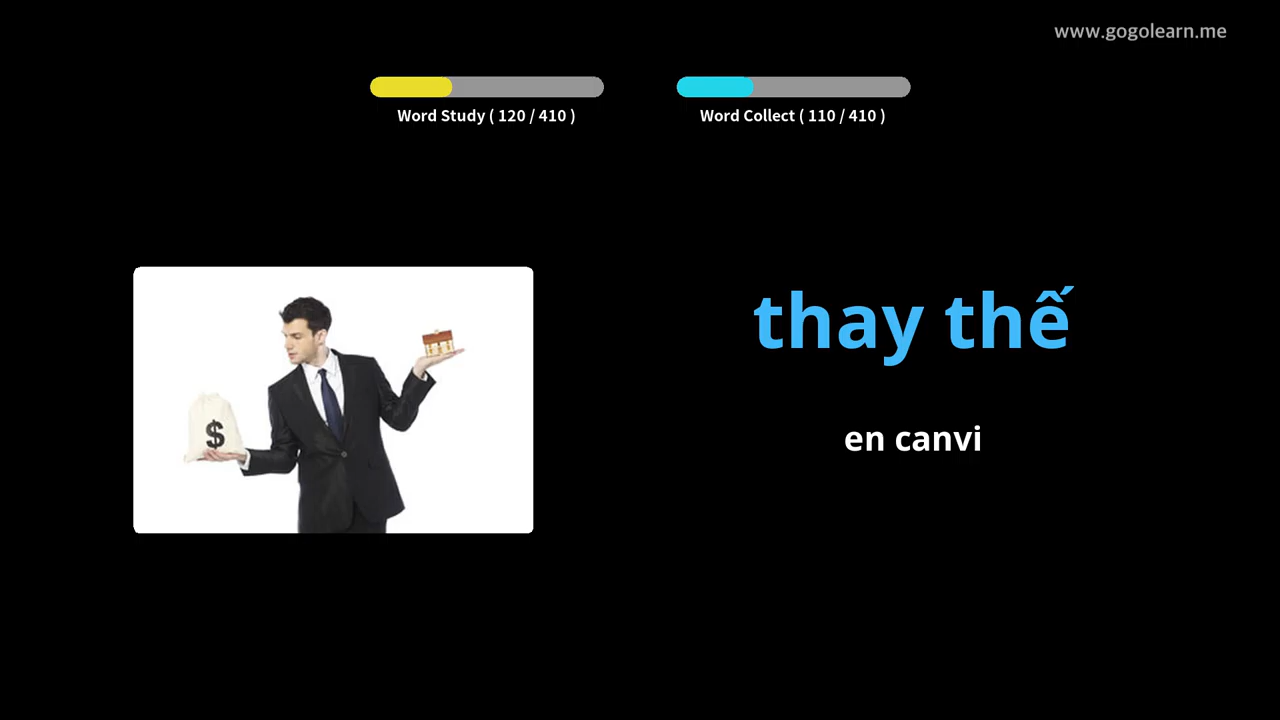 www.gogolearn.me
Word Study ( 120 / 410 )
Word Collect ( 110 / 410 )
$
thay thế
en canvi